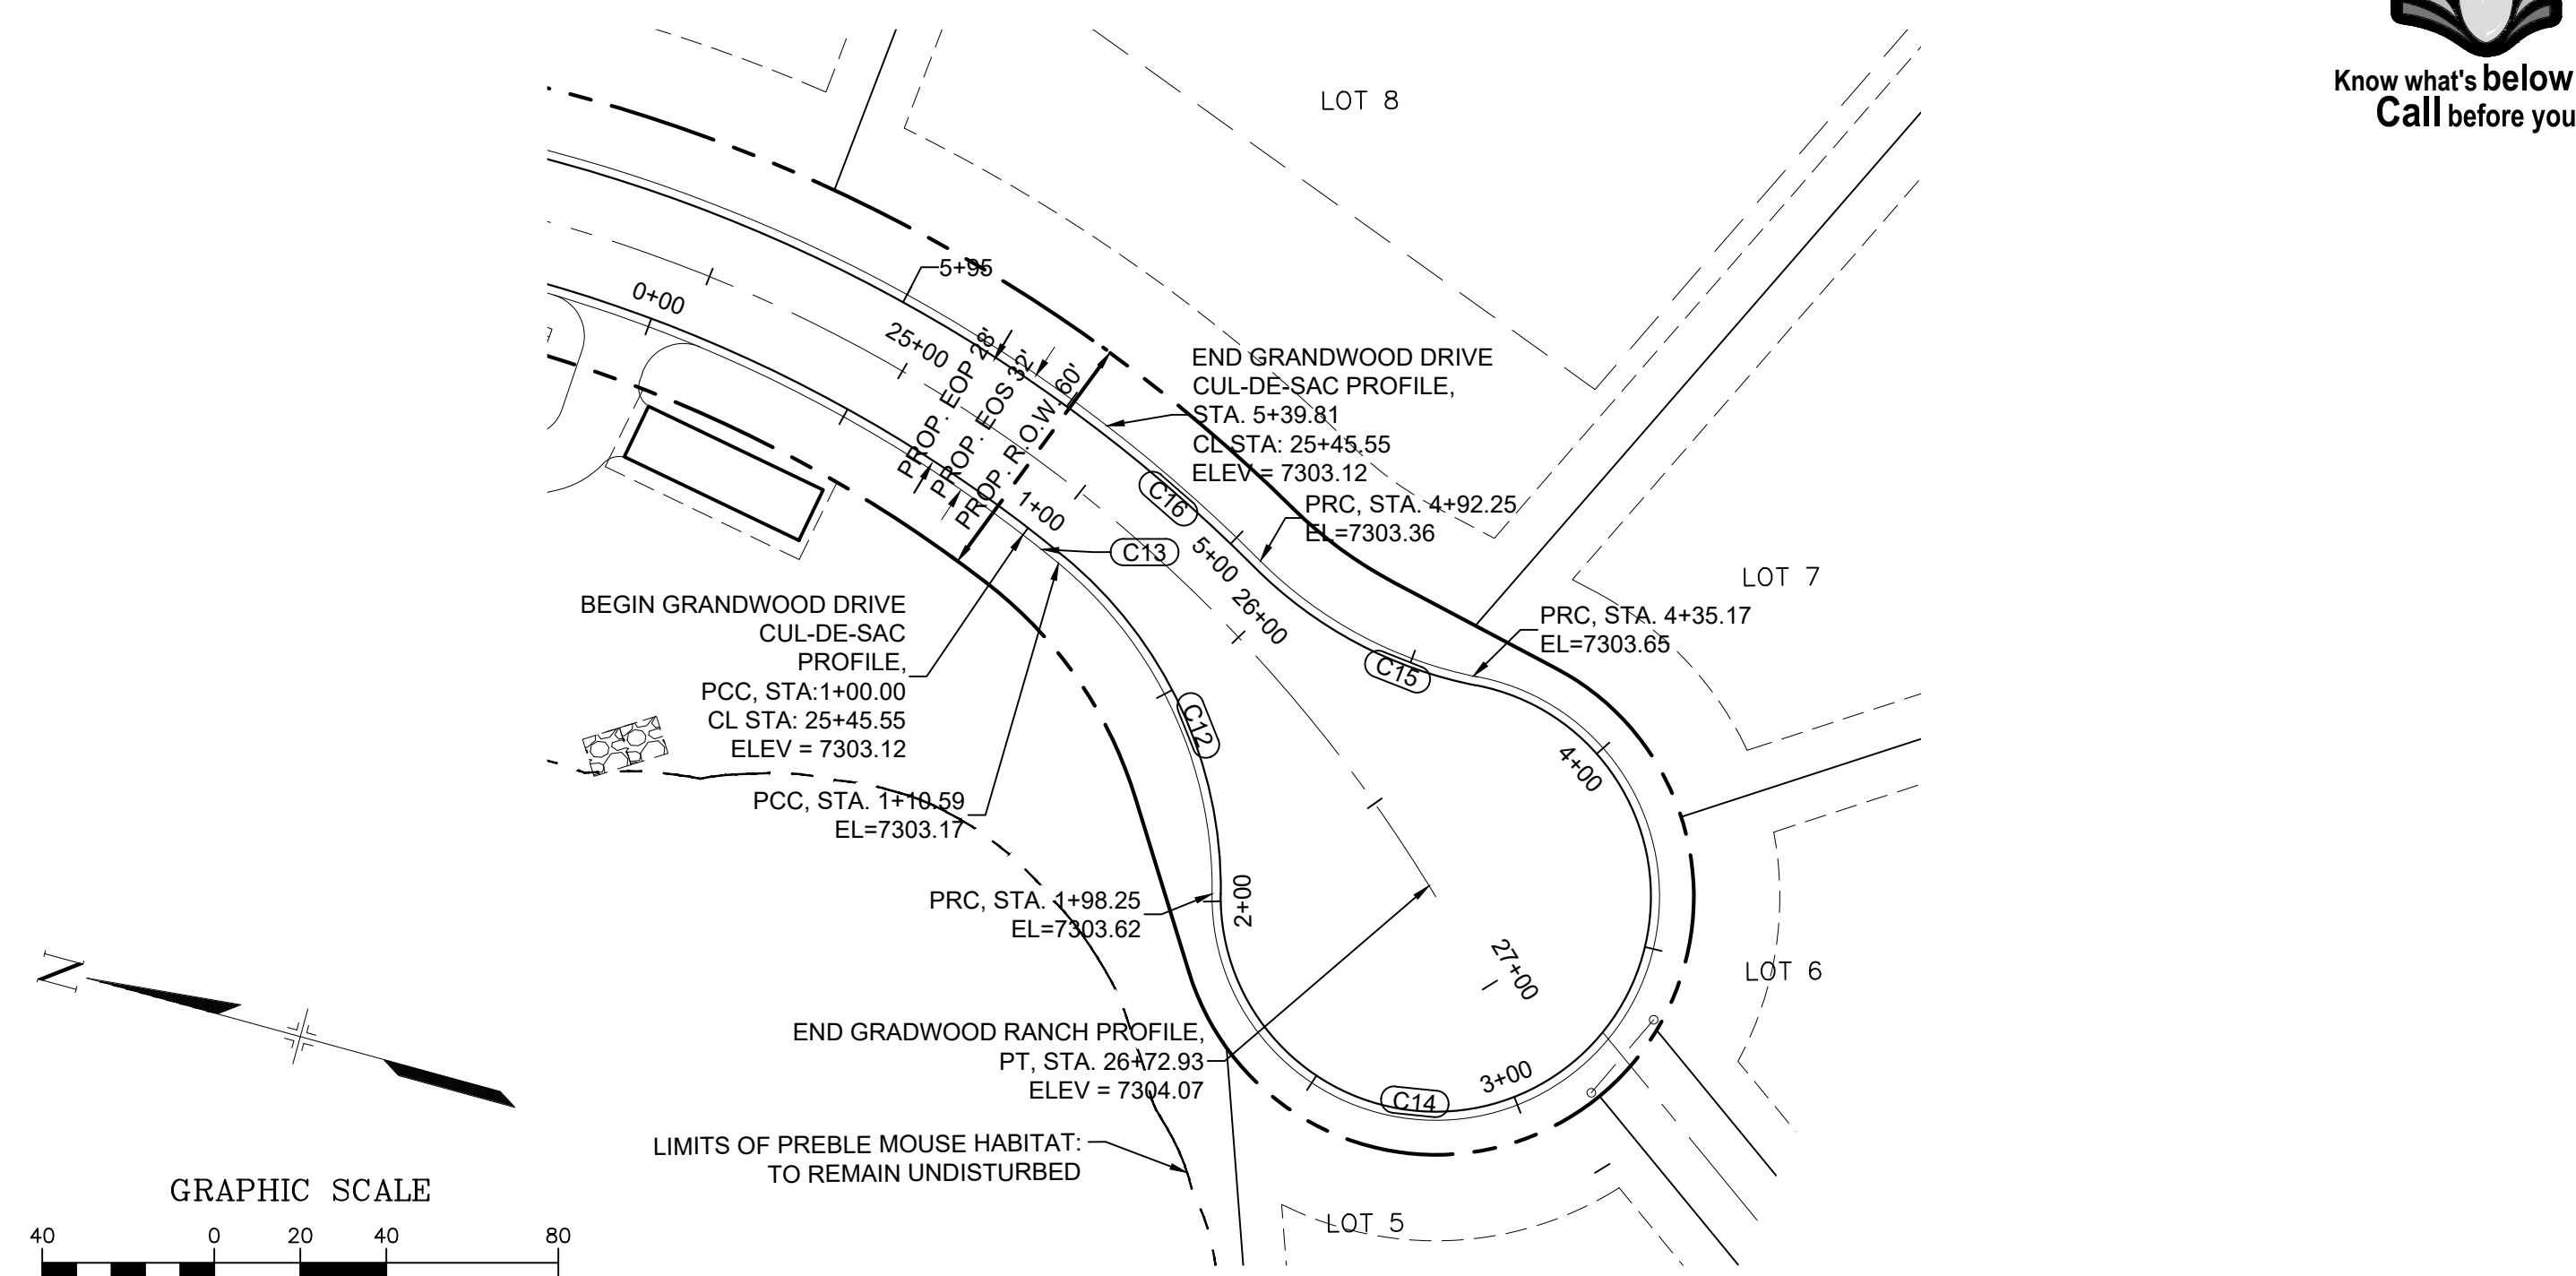 Know what's below
Call before you
LOT 8
5+95
0+00
25+00
PROP. EOP 28'
PROP. EOS 32'
PROP. R.O.W. 60'
END GRANDWOOD DRIVE
CUL-DE-SAC PROFILE,
STA. 5+39.81
CL STA: 25+45.55
ELEV = 7303.12
C16
PRC, STA. 4+92.25
EL=7303.36
1+00
C13
5+00
26+00
LOT 7
BEGIN GRANDWOOD DRIVE
CUL-DE-SAC
PROFILE,
PCC, STA:1+00.00
CL STA: 25+45.55
ELEV = 7303.12
PRC, STA. 4+35.17
EL=7303.65
C15
C12
4+00
PCC, STA. 1+10.59
EL=7303.17
PRC, STA. 1+98.25
EL=7303.62
2+00
27+00
LOT 6
N
END GRADWOOD RANCH PROFILE,
PT, STA. 26+72.93
ELEV = 7304.07
3+00
C14
LIMITS OF PREBLE MOUSE HABITAT:
TO REMAIN UNDISTURBED
LOT 5
GRAPHIC SCALE
40 0 20 40 80